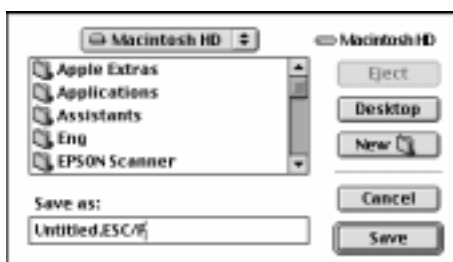 Macintosh HD
Macintosh HD
Apple Extras
Applications
Assistants
Eng
EPSON Scanner
Eject
Desktop
New
Save as:
Untitled.ESC/P
Cancel
Save